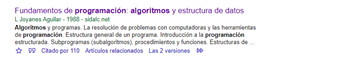 Fundamentos de programación: algoritmos y estructura de datos
L Joyanes Aguilar - 1988 - sidalc.net
Algoritmos y programas. La resolución de problemas con computadoras y las herramientas
de programación. Estructura general de un programa. Introducción a la programación
estructurada. Subprogramas (subalgoritmos), procedimientos y funciones. Estructuras de ...
Citado por 110 Artículos relacionados Las 2 versiones